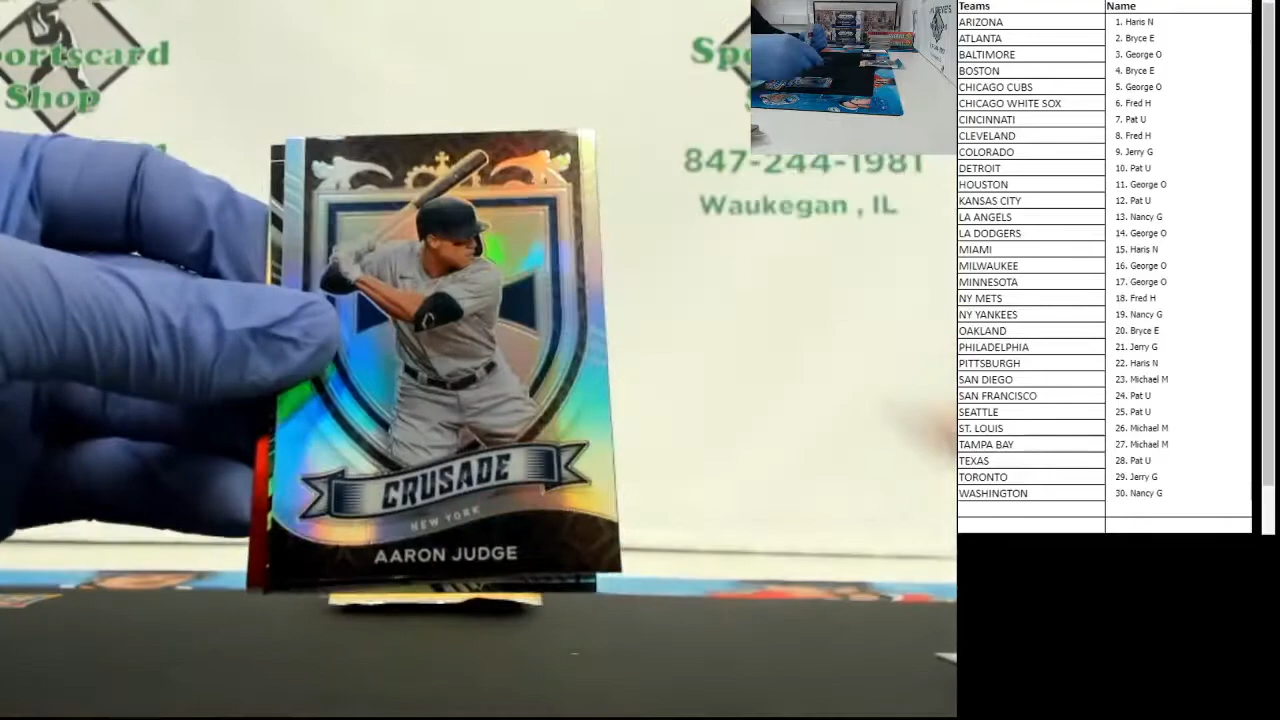 Sportscard
Shop
Sp
847-244-1981
Waukegan , IL
CRUSADE
NEW YORK
AARON JUDGE
Teams Name
ARIZONA 1. Haris N
ATLANTA 2. Bryce E
BALTIMORE 3. George O
BOSTON 4. Bryce E
CHICAGO CUBS 5. George O
CHICAGO WHITE SOX 6. Fred H
CINCINNATI 7. Pat U
CLEVELAND 8. Fred H
COLORADO 9. Jerry G
DETROIT 10. Pat U
HOUSTON 11. George O
KANSAS CITY 12. Pat U
LA ANGELS 13. Nancy G
LA DODGERS 14. George O
MIAMI 15. Haris N
MILWAUKEE 16. George O
MINNESOTA 17. George O
NY METS 18. Fred H
NY YANKEES 19. Nancy G
OAKLAND 20. Bryce E
PHILADELPHIA 21. Jerry G
PITTSBURGH 22. Haris N
SAN DIEGO 23. Michael M
SAN FRANCISCO 24. Pat U
SEATTLE 25. Pat U
ST. LOUIS 26. Michael M
TAMPA BAY 27. Michael M
TEXAS 28. Pat U
TORONTO 29. Jerry G
WASHINGTON 30. Nancy G